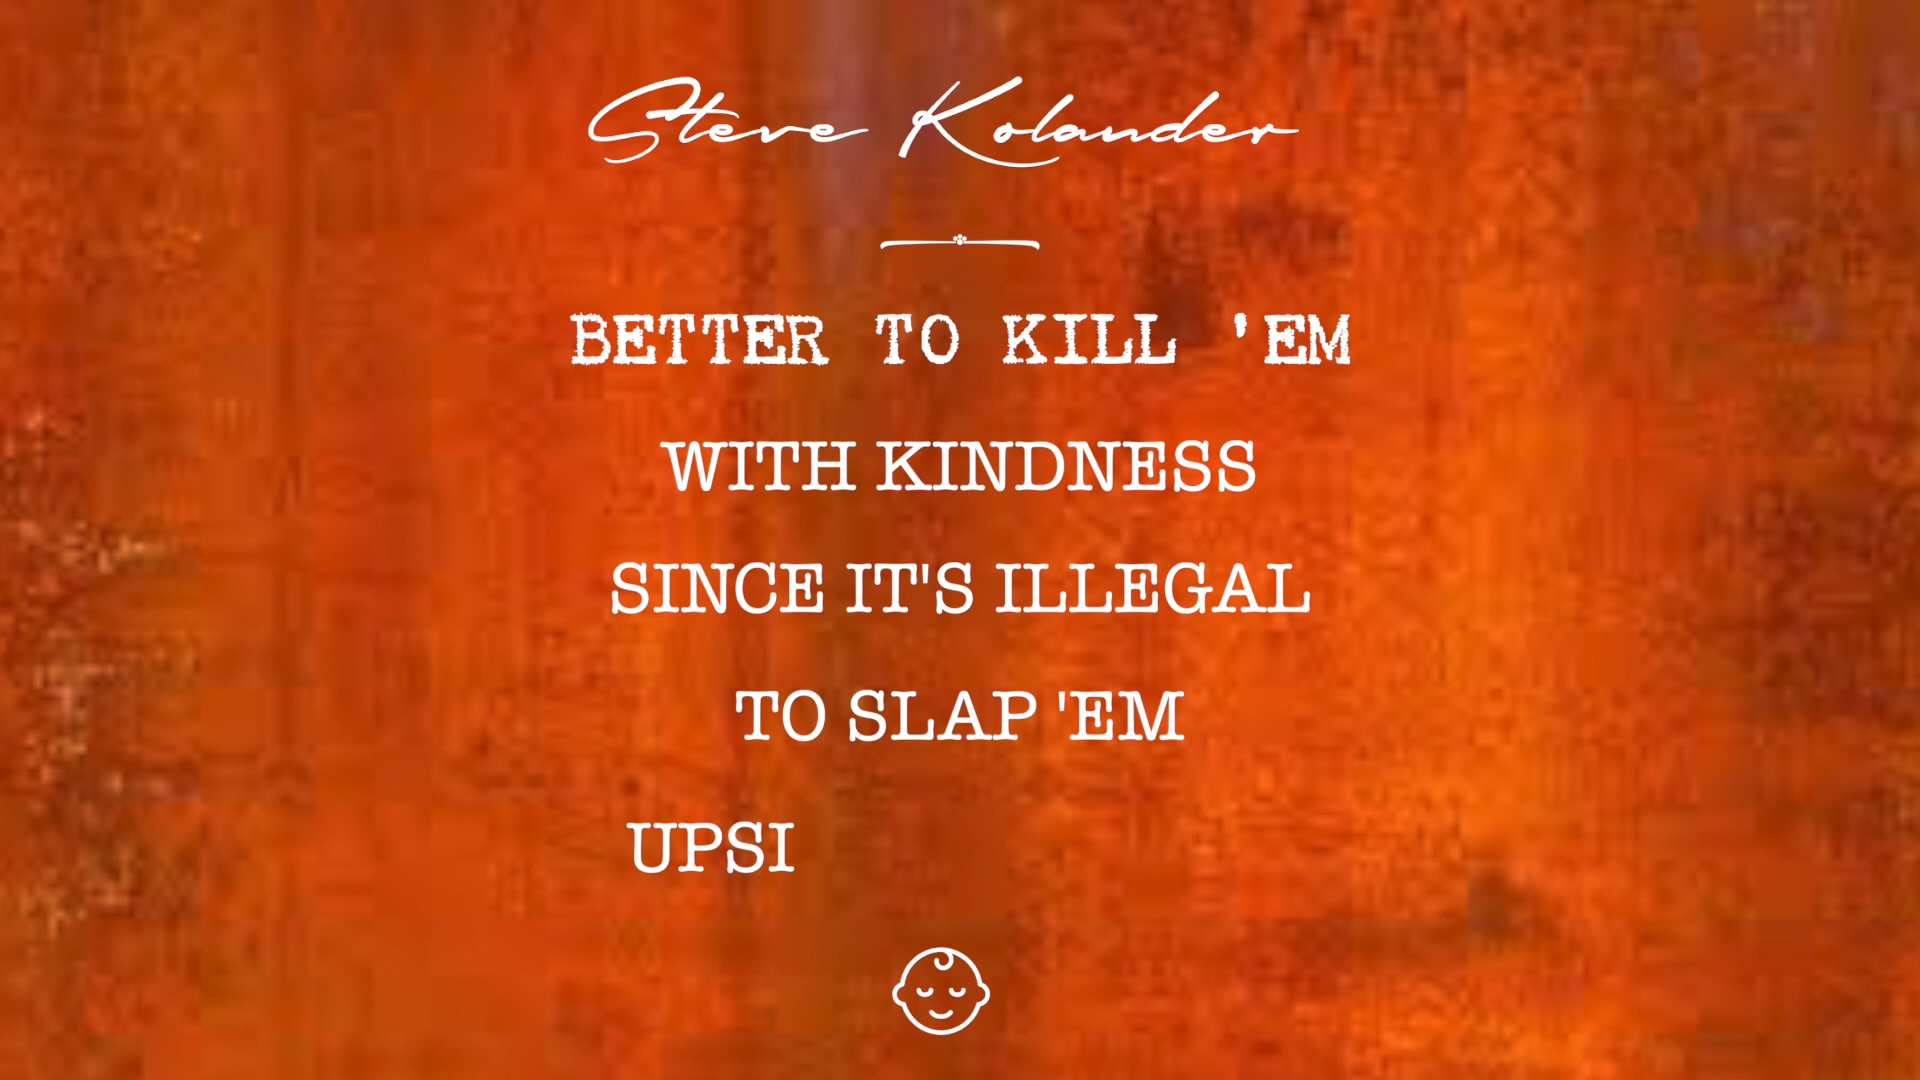 Steve Kolander
BETTER TO KILL 'EM
WITH KINDNESS
SINCE IT'S ILLEGAL
TO SLAP 'EM
UPSI